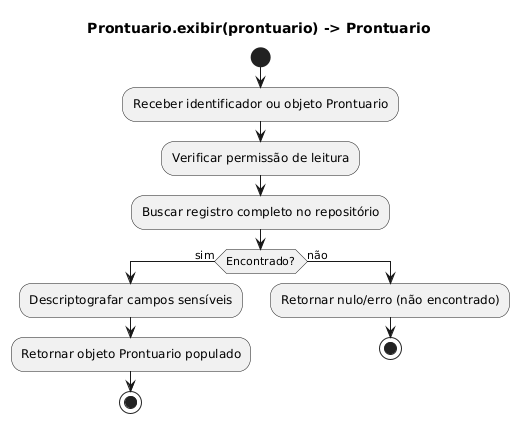 Prontuario.exibir(prontuario) -> Prontuario
Receber identificador ou objeto Prontuario
Verificar permissão de leitura
Buscar registro completo no repositório
sim
Encontrado?
não
Descriptografar campos sensíveis
Retornar nulo/erro (não encontrado)
Retornar objeto Prontuario populado